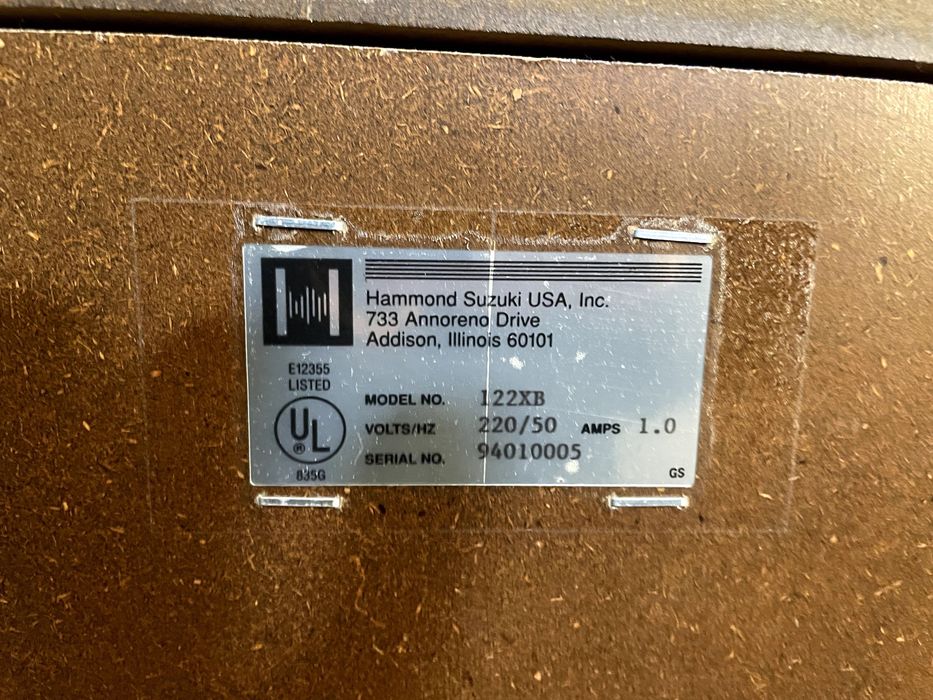 Hammond Suzuki USA, Inc.
733 Annoreno Drive
Addison, Illinois 60101
E12355
LISTED
UL
®
835G
MODEL NO. 122XB
VOLTS/HZ 220/50 AMPS 1.0
SERIAL NO. 94010005
GS